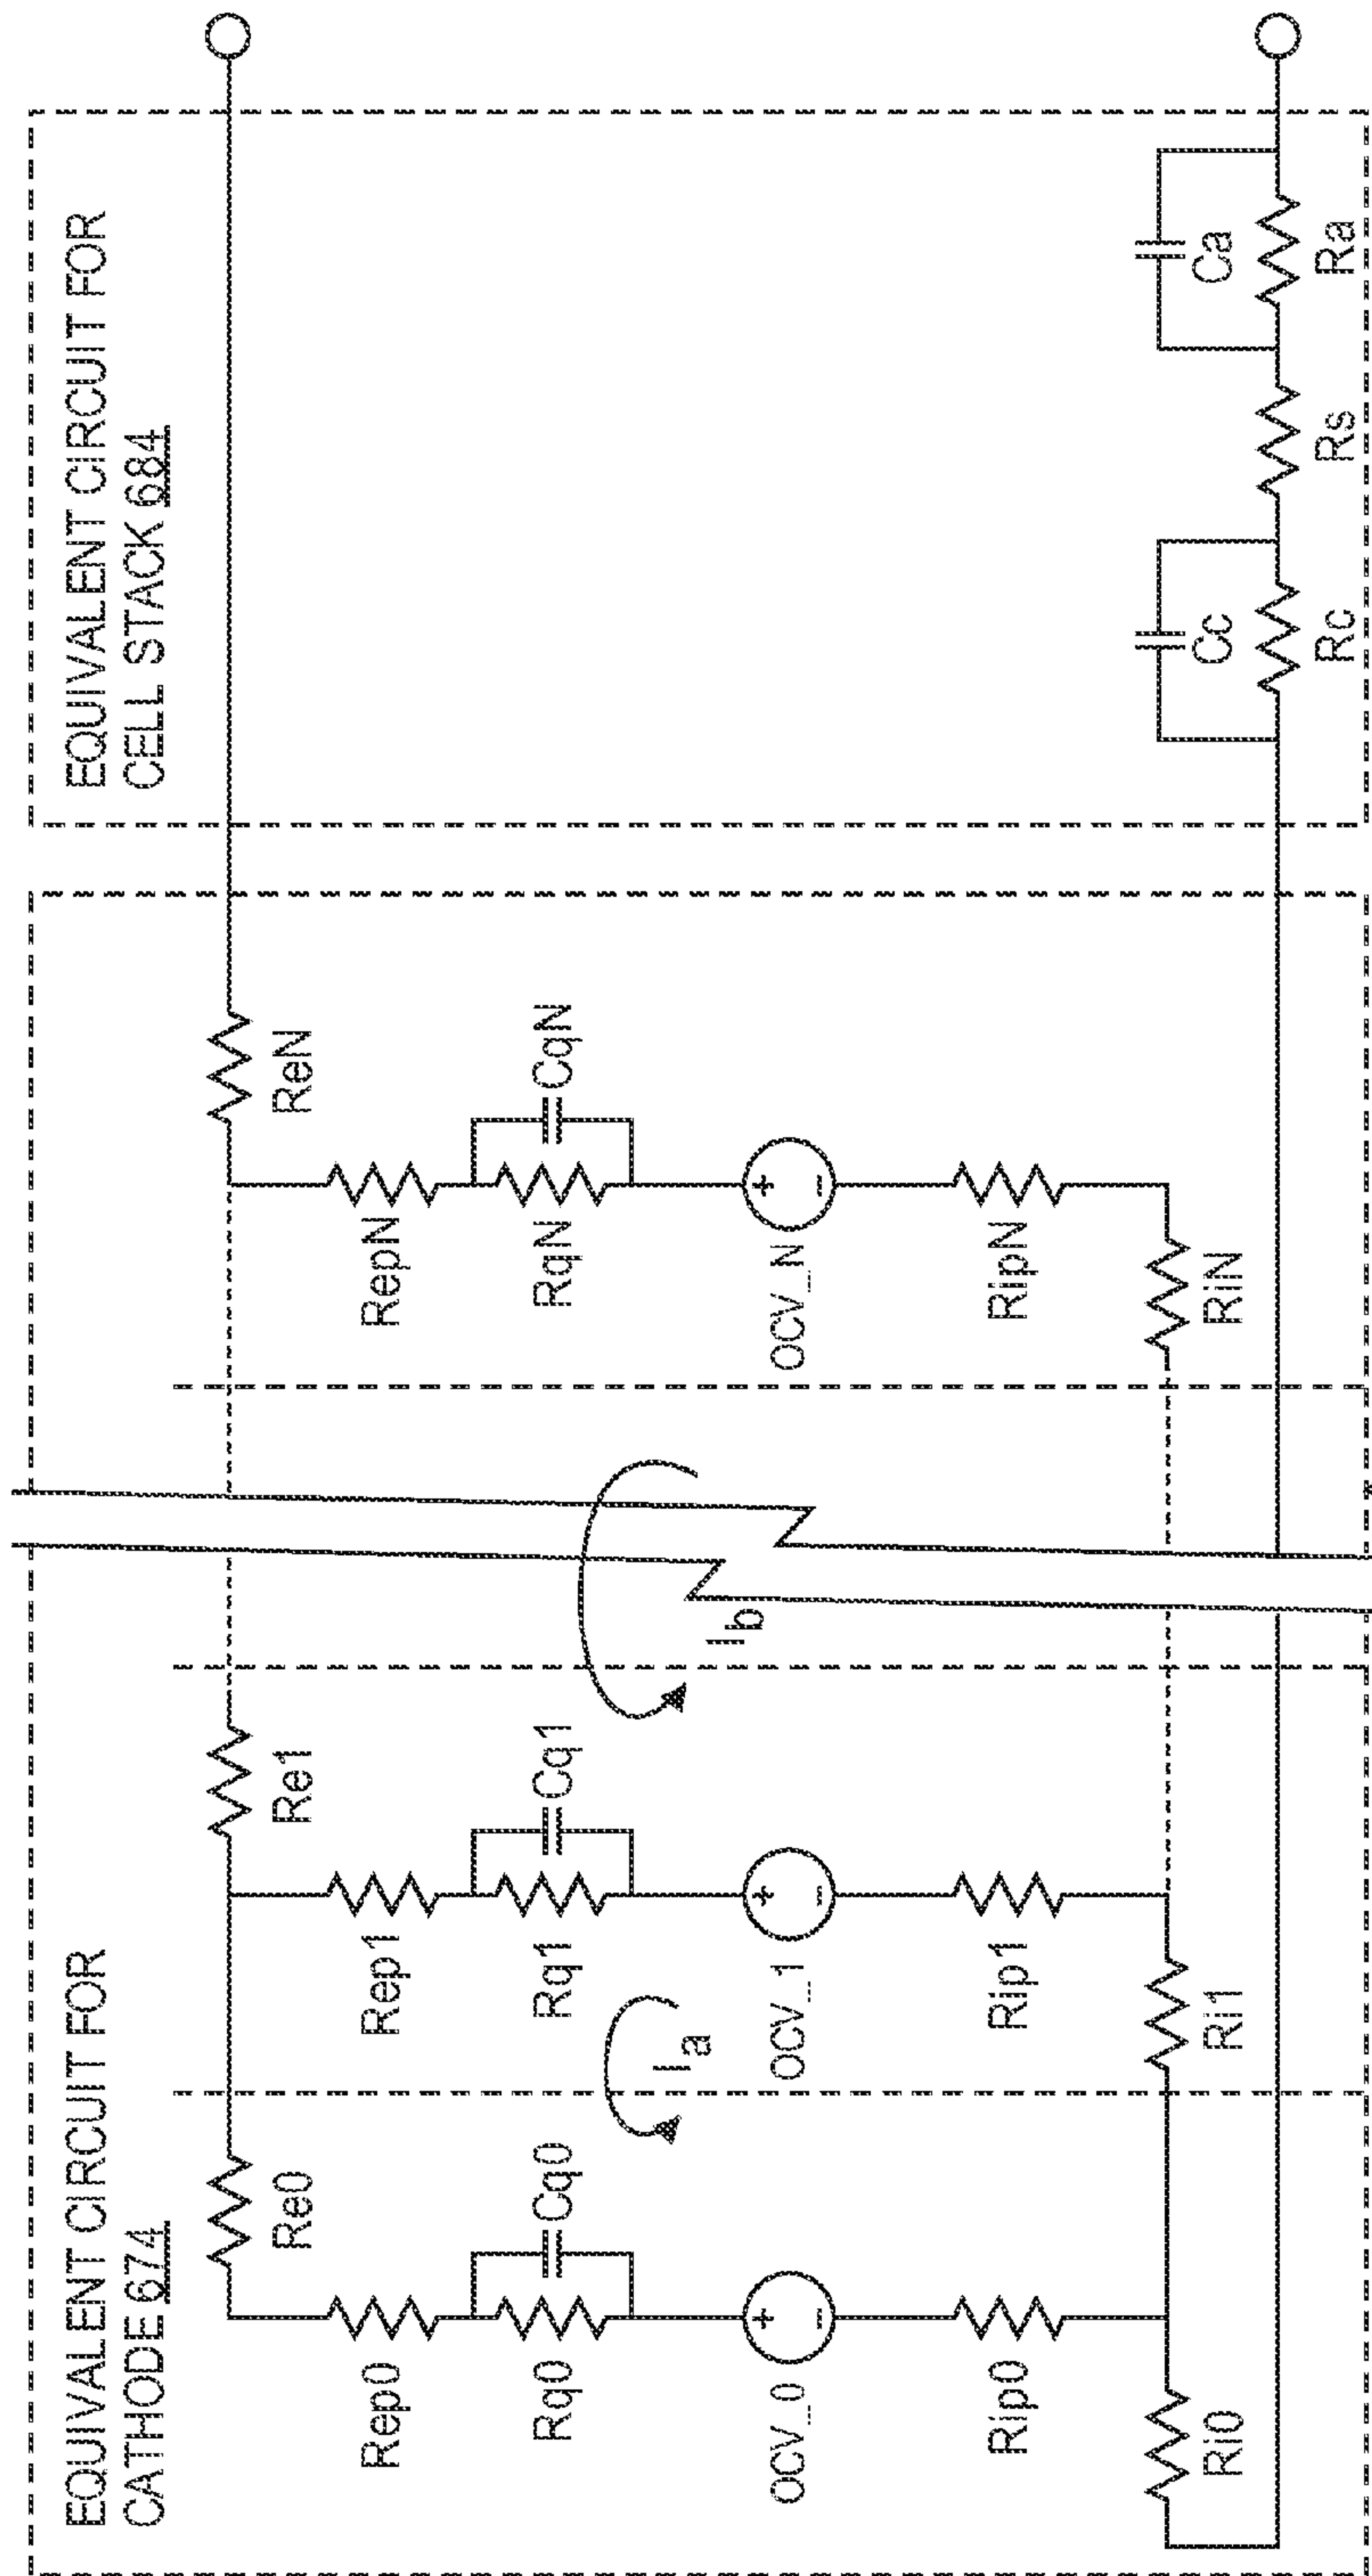 EQUIVALENT CIRCUIT FOR
CATHODE 674
Re0
Rep0
Rq0
Cq0
OCV_0
Rip0
Ri0
Ia
Re1
Rep1
Rq1
Cq1
OCV_1
Rip1
Ri1
Ib
ReN
RepN
RqN
CqN
OCV_N
RipN
RiN
EQUIVALENT CIRCUIT FOR
CELL STACK 684
Cc
Rc
Rs
Ca
Ra
+
-
+
-
+
-